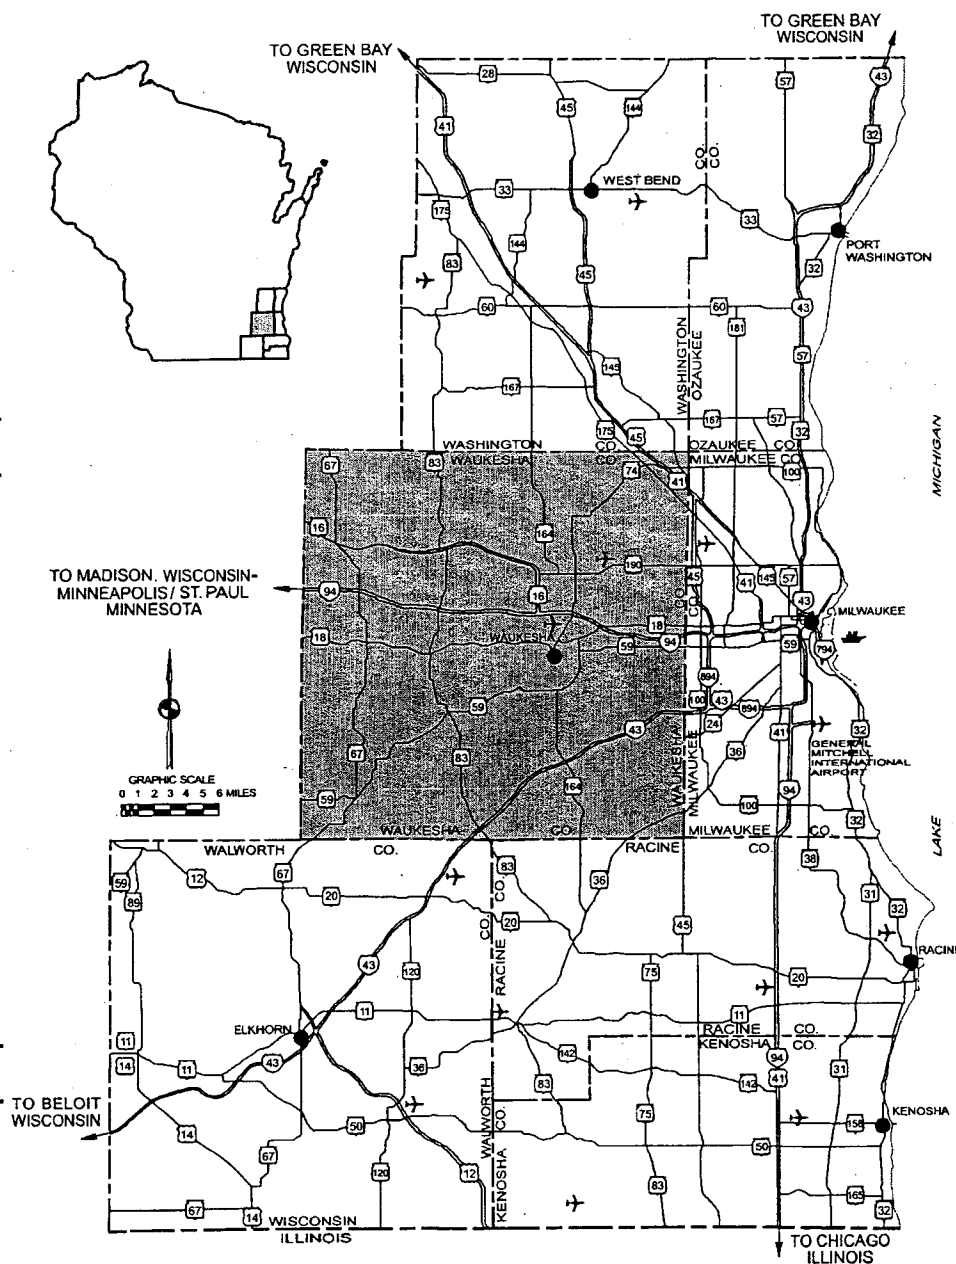 TO GREEN BAY
WISCONSIN
TO GREEN BAY
WISCONSIN
43
28
57
41
45
144
32
CO.
CO.
33
WEST BEND
175
33
144
PORT
WASHINGTON
83
45
32
60
60
43
181
WASHINGTON
OZAUKEE
57
145
167
167
57
175
45
32
WASHINGTON CO.
OZAUKEE CO.
WAUKESHA CO.
MILWAUKEE CO.
67
83
74
41
100
MICHIGAN
16
164
190
TO MADISON, WISCONSIN-
MINNEAPOLIS / ST. PAUL
MINNESOTA
94
16
45
CO.
CO.
41
145
57
43
MILWAUKEE
18
WAUKESHA
18
59
94
59
794
894
59
100
43
894
24
43
41
32
67
83
36
GENERAL
MITCHELL
INTERNATIONAL
AIRPORT
GRAPHIC SCALE
0 1 2 3 4 5 6 MILES
59
164
WAUKESHA
MILWAUKEE
94
100
32
WAUKESHA CO.
MILWAUKEE CO.
WALWORTH CO.
RACINE CO.
LAKE
59
12
67
83
36
38
89
20
CO.
CO.
20
45
31
32
RACINE
43
120
RACINE
75
20
11
ELKHORN
11
11
RACINE CO.
KENOSHA CO.
14
11
43
36
142
94
41
142
31
83
TO BELOIT
WISCONSIN
WALWORTH
CO.
75
KENOSHA
158
14
50
50
67
120
12
KENOSHA
83
165
67
14
WISCONSIN
ILLINOIS
32
TO CHICAGO
ILLINOIS